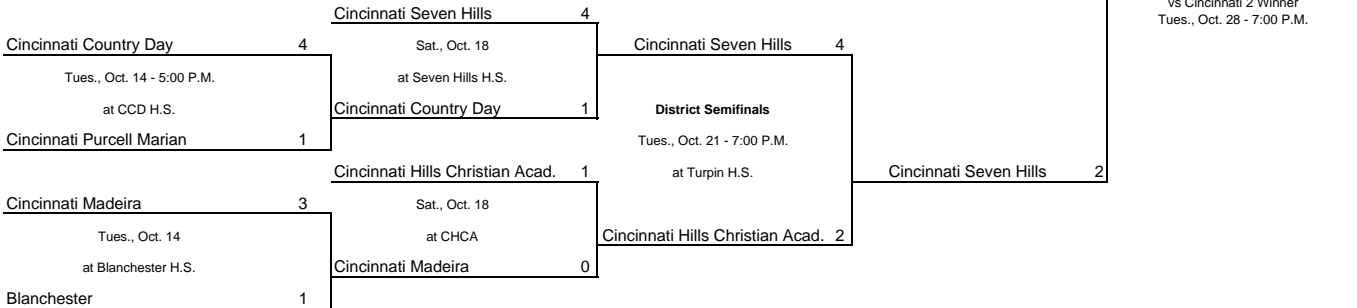 vs Cincinnati 2 Winner
Cincinnati Seven Hills 4
Tues., Oct. 28 - 7:00 P.M.
Cincinnati Country Day 4
Sat., Oct. 18
Cincinnati Seven Hills 4
Tues., Oct. 14 - 5:00 P.M.
at Seven Hills H.S.
at CCD H.S.
Cincinnati Country Day 1
District Semifinals
Cincinnati Purcell Marian 1
Tues., Oct. 21 - 7:00 P.M.
Cincinnati Hills Christian Acad. 1
at Turpin H.S.
Cincinnati Seven Hills 2
Cincinnati Madeira 3
Sat., Oct. 18
Tues., Oct. 14
at CHCA
Cincinnati Hills Christian Acad. 2
at Blanchester H.S.
Cincinnati Madeira 0
Blanchester 1